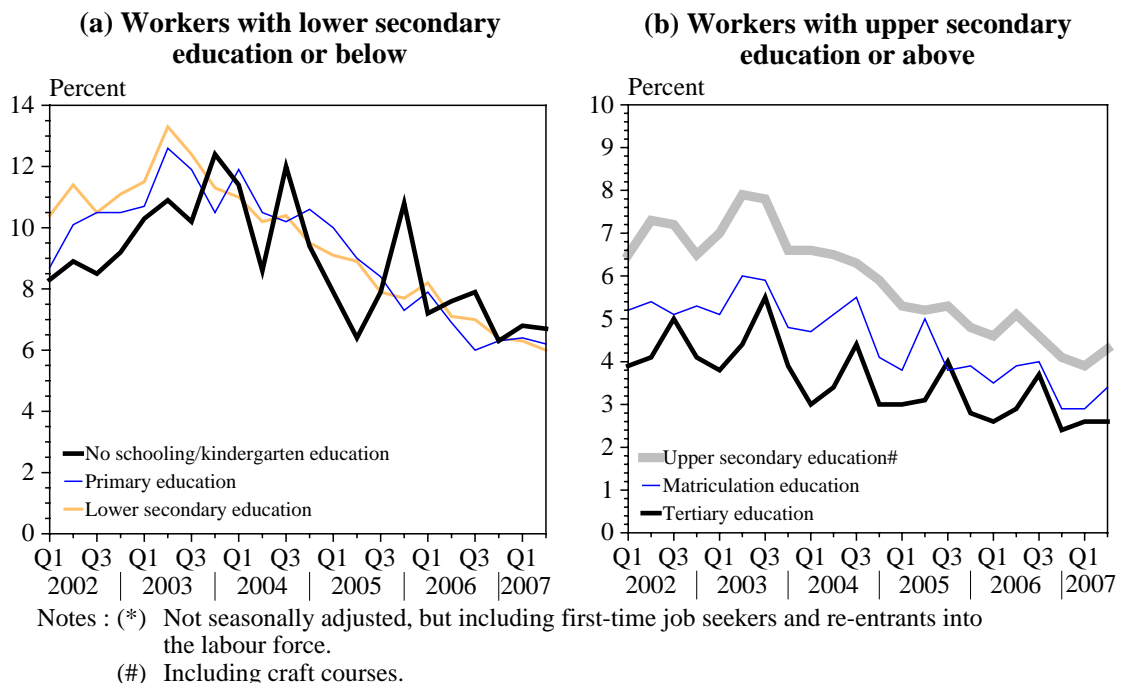 (a) Workers with lower secondary
education or below
Percent
14
12
10
8
6
4
2
0
No schooling/kindergarten education
Primary education
Lower secondary education
Q1 Q3 Q1 Q3 Q1 Q3 Q1 Q3 Q1 Q3 Q1
2002 2003 2004 2005 2006 2007
(b) Workers with upper secondary
education or above
Percent
10
9
8
7
6
5
4
3
2
1
0
Upper secondary education#
Matriculation education
Tertiary education
Q1 Q3 Q1 Q3 Q1 Q3 Q1 Q3 Q1 Q3 Q1
2002 2003 2004 2005 2006 2007
Notes : (*) Not seasonally adjusted, but including first-time job seekers and re-entrants into
the labour force.
(#) Including craft courses.